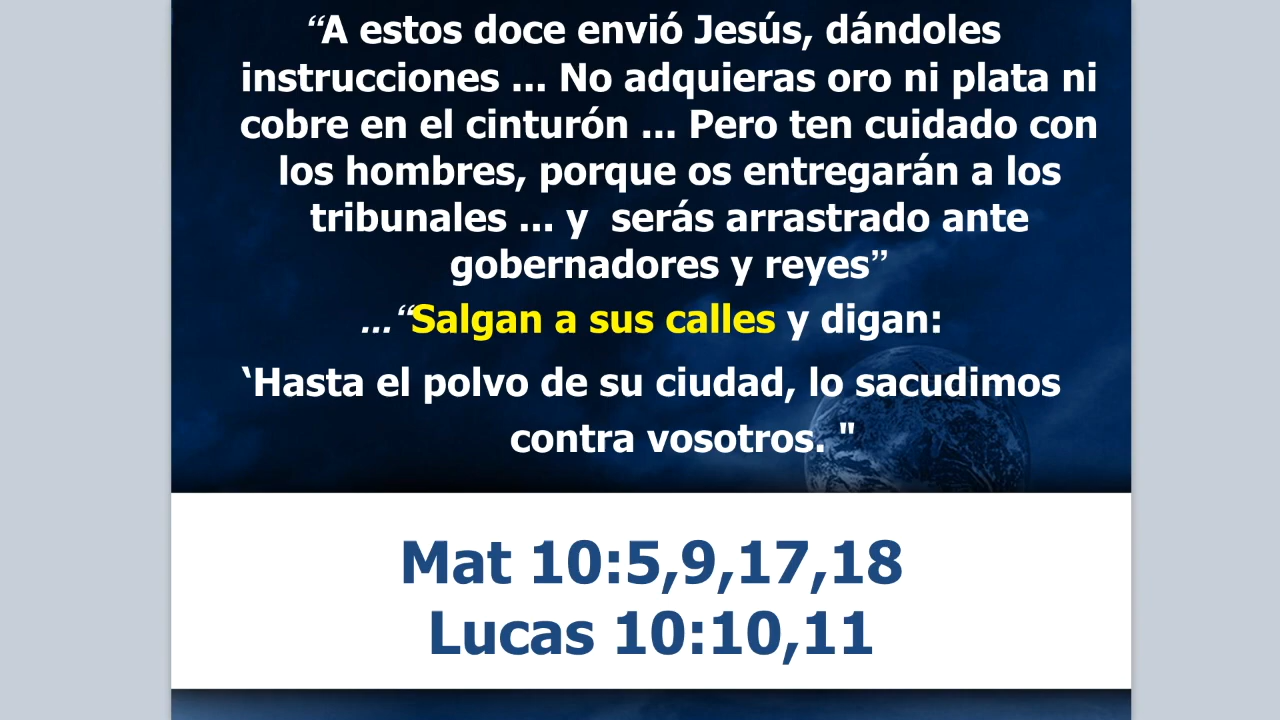 “A estos doce envió Jesús, dándoles
instrucciones ... No adquieras oro ni plata ni
cobre en el cinturón ... Pero ten cuidado con
los hombres, porque os entregarán a los
tribunales ... y  serás arrastrado ante
gobernadores y reyes”
...“Salgan a sus calles y digan:
‘Hasta el polvo de su ciudad, lo sacudimos
contra vosotros. "
Mat 10:5,9,17,18
Lucas 10:10,11